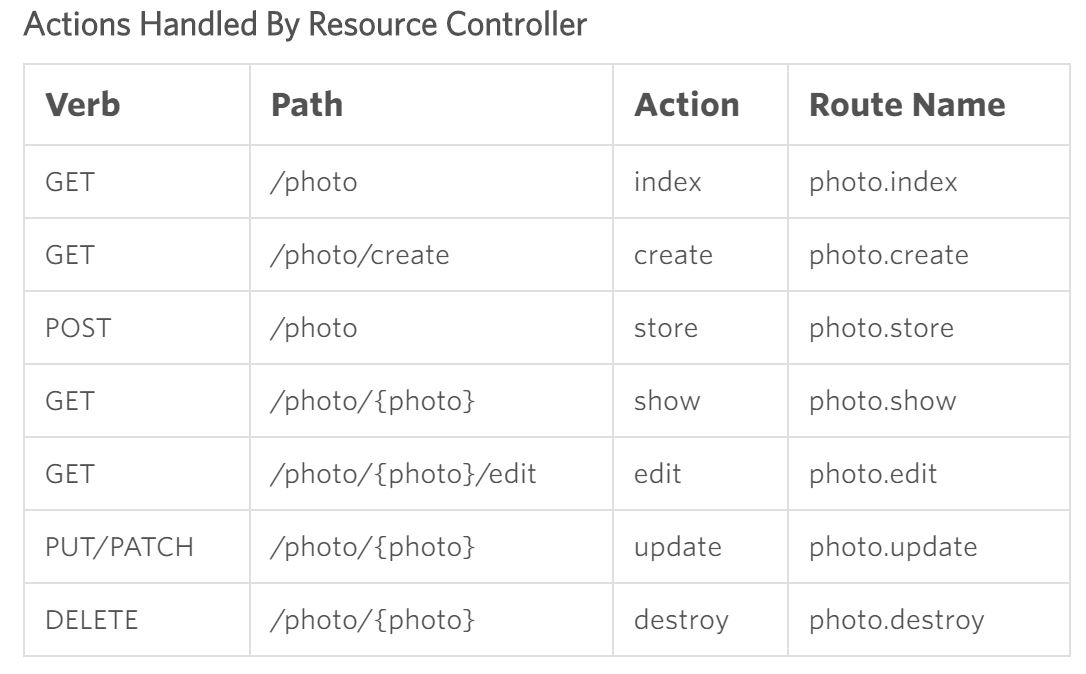 Actions Handled By Resource Controller
Verb Path Action Route Name
GET /photo index photo.index
GET /photo/create create photo.create
POST /photo store photo.store
GET /photo/{photo} show photo.show
GET /photo/{photo}/edit edit photo.edit
PUT/PATCH /photo/{photo} update photo.update
DELETE /photo/{photo} destroy photo.destroy